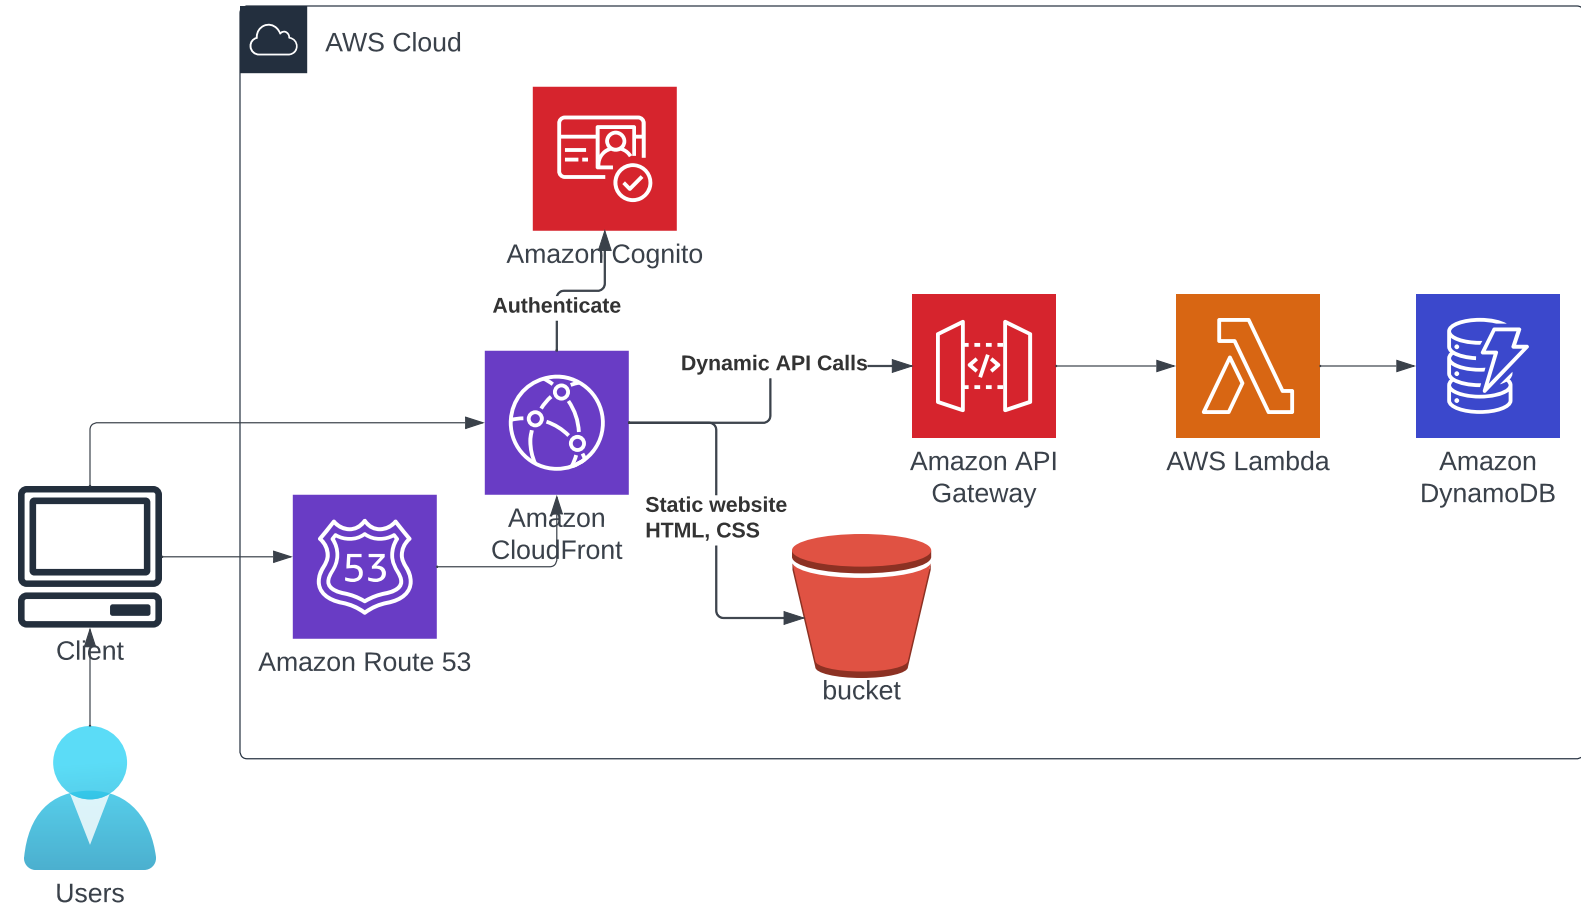 AWS Cloud
Amazon Cognito
Authenticate
Dynamic API Calls
Amazon API
Gateway
AWS Lambda
Amazon
DynamoDB
Amazon
CloudFront
Static website
HTML, CSS
53
Client
Amazon Route 53
bucket
Users